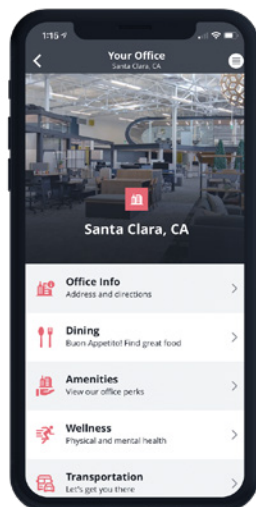 1:15
Your Office
Santa Clara, CA
Santa Clara, CA
Office Info
Address and directions
Dining
Buon Appetito! Find great food
Amenities
View our office perks
Wellness
Physical and mental health
Transportation
Let's get you there